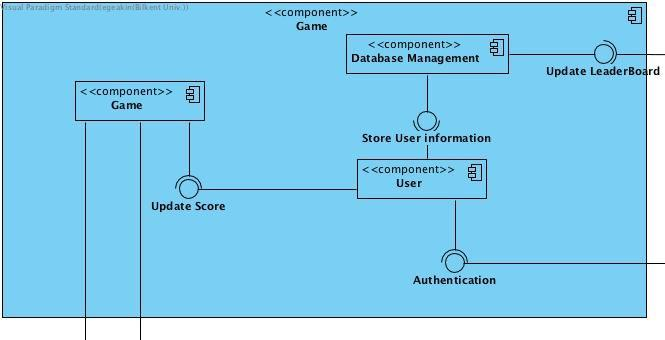 Visual Paradigm Standard(egeakin(Bilkent Univ.))
<<component>>
Game
<<component>>
Database Management
Update LeaderBoard
<<component>>
Game
Store User information
<<component>>
User
Update Score
Authentication